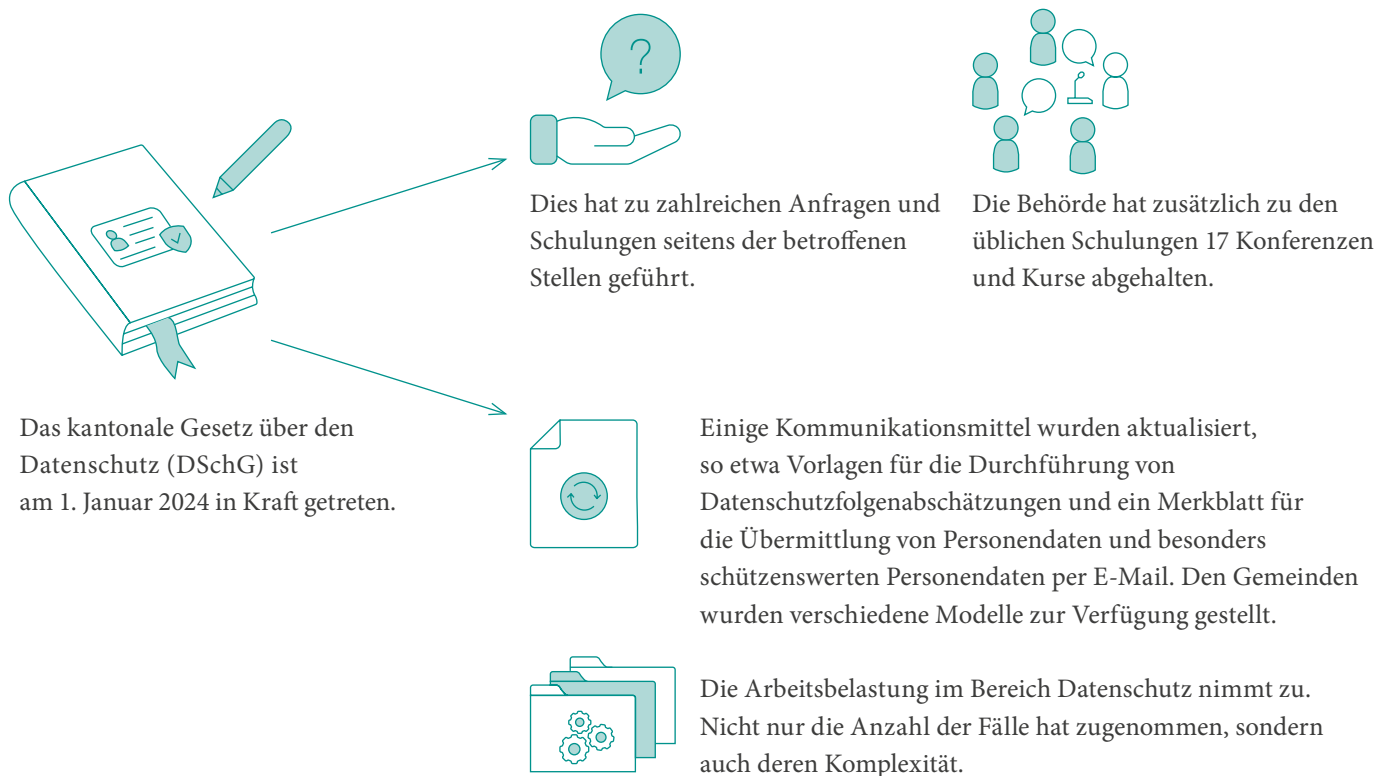 ?
Dies hat zu zahlreichen Anfragen und
Schulungen seitens der betroffenen
Stellen geführt.
Die Behörde hat zusätzlich zu den
üblichen Schulungen 17 Konferenzen
und Kurse abgehalten.
Das kantonale Gesetz über den
Datenschutz (DSchG) ist
am 1. Januar 2024 in Kraft getreten.
Einige Kommunikationsmittel wurden aktualisiert,
so etwa Vorlagen für die Durchführung von
Datenschutzfolgenabschätzungen und ein Merkblatt für
die Übermittlung von Personendaten und besonders
schützenswerten Personendaten per E-Mail. Den Gemeinden
wurden verschiedene Modelle zur Verfügung gestellt.
Die Arbeitsbelastung im Bereich Datenschutz nimmt zu.
Nicht nur die Anzahl der Fälle hat zugenommen, sondern
auch deren Komplexität.